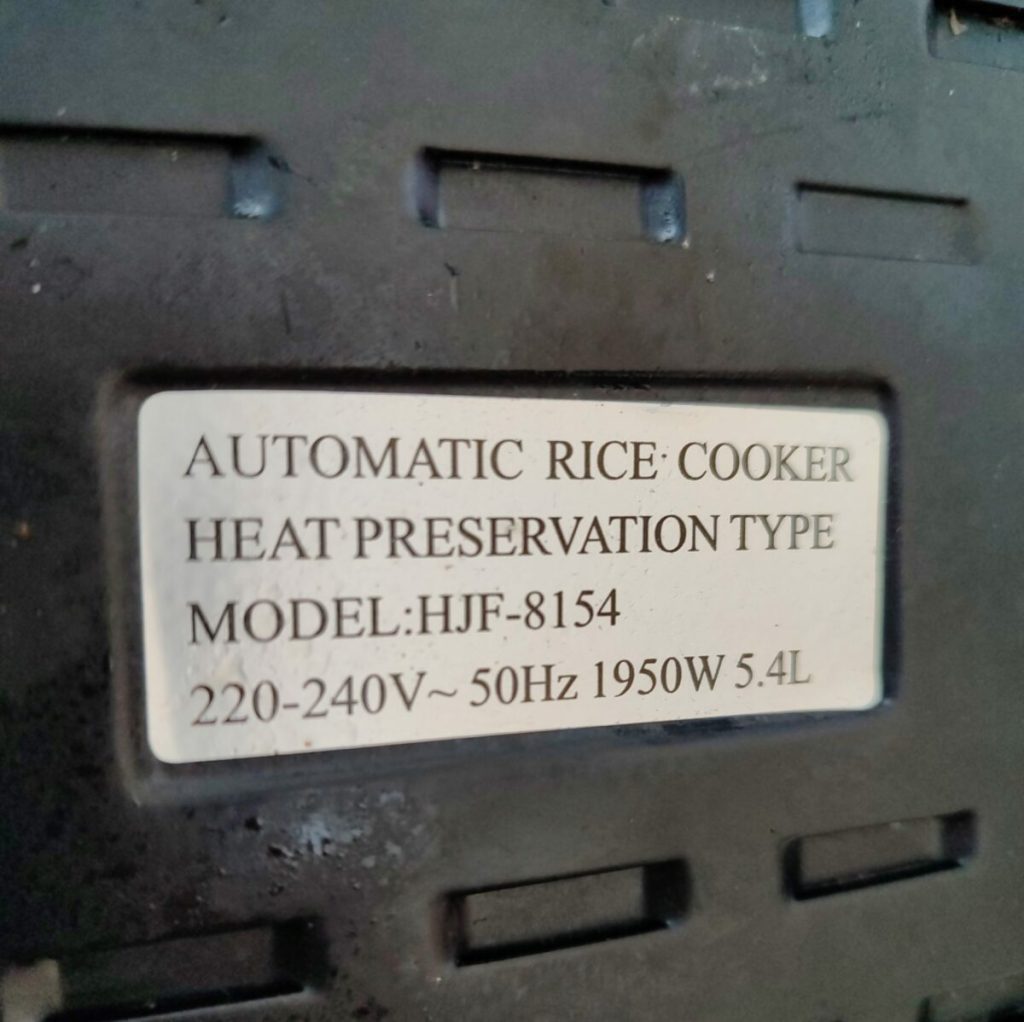 AUTOMATIC RICE COOKER
HEAT PRESERVATION TYPE
MODEL:HJF-8154
220-240V~ 50Hz 1950W 5.4L